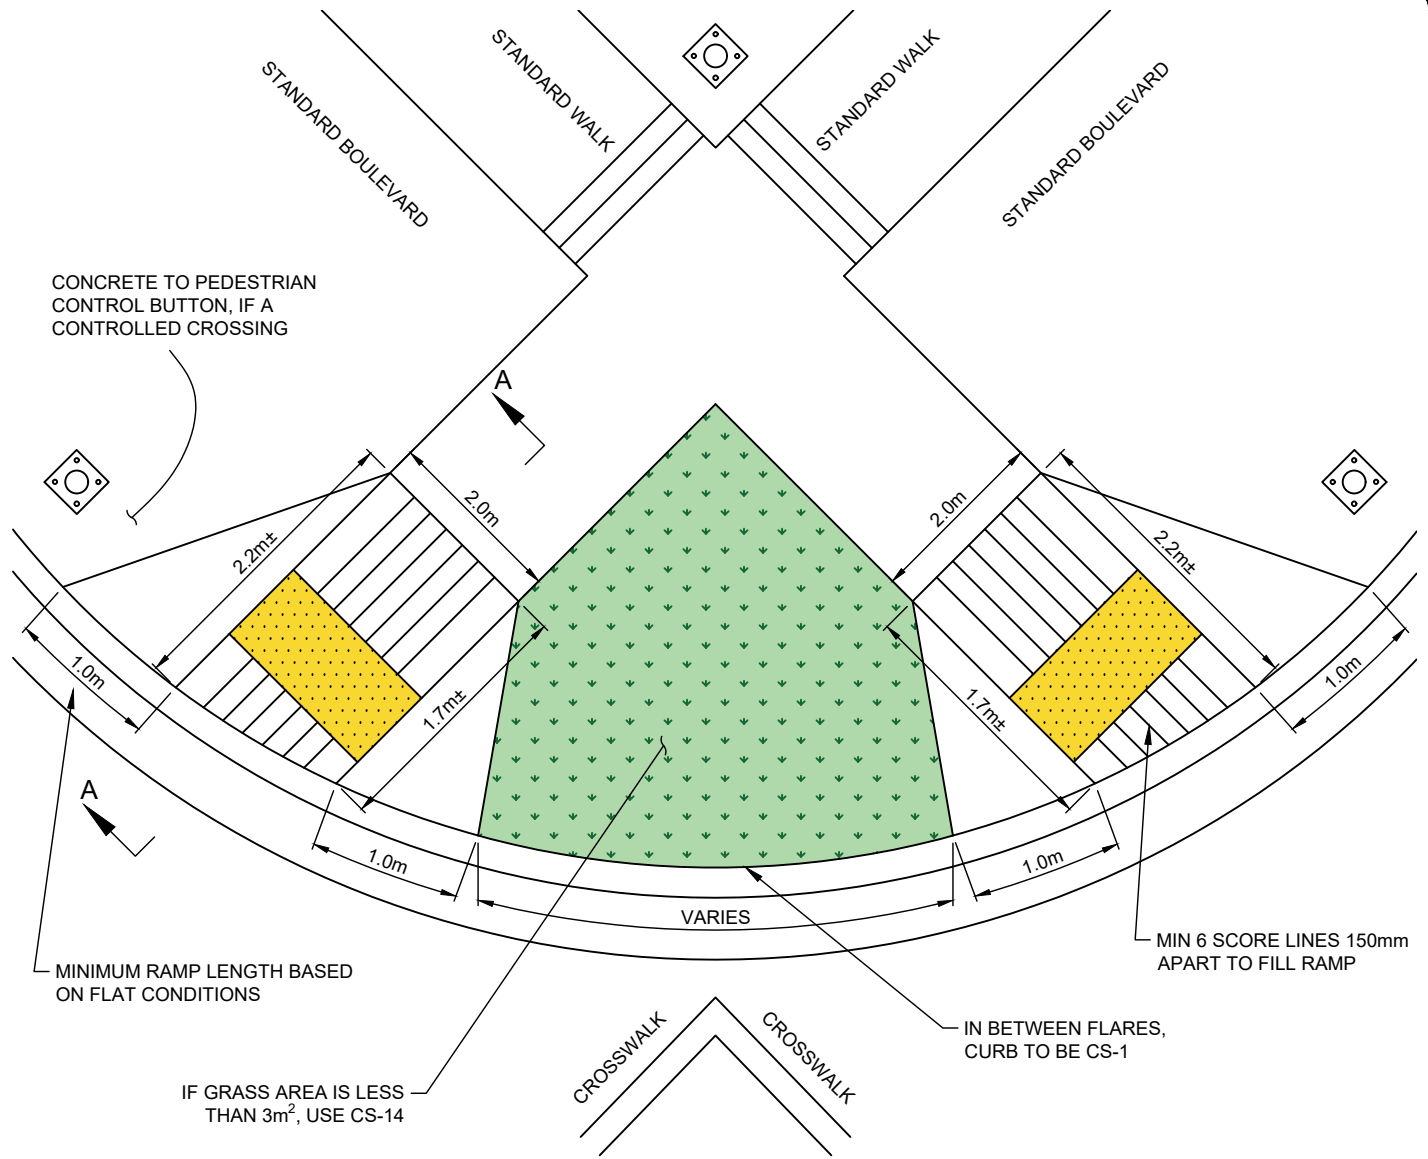 STANDARD BOULEVARD
STANDARD WALK
STANDARD WALK
STANDARD BOULEVARD
CONCRETE TO PEDESTRIAN
CONTROL BUTTON, IF A
CONTROLLED CROSSING
A
2.2m±
2.0m
2.0m
2.2m±
1.0m
1.7m±
1.7m±
1.0m
A
1.0m
1.0m
VARIES
MIN 6 SCORE LINES 150mm
APART TO FILL RAMP
MINIMUM RAMP LENGTH BASED
ON FLAT CONDITIONS
IN BETWEEN FLARES,
CURB TO BE CS-1
CROSSWALK
CROSSWALK
IF GRASS AREA IS LESS
THAN 3m², USE CS-14